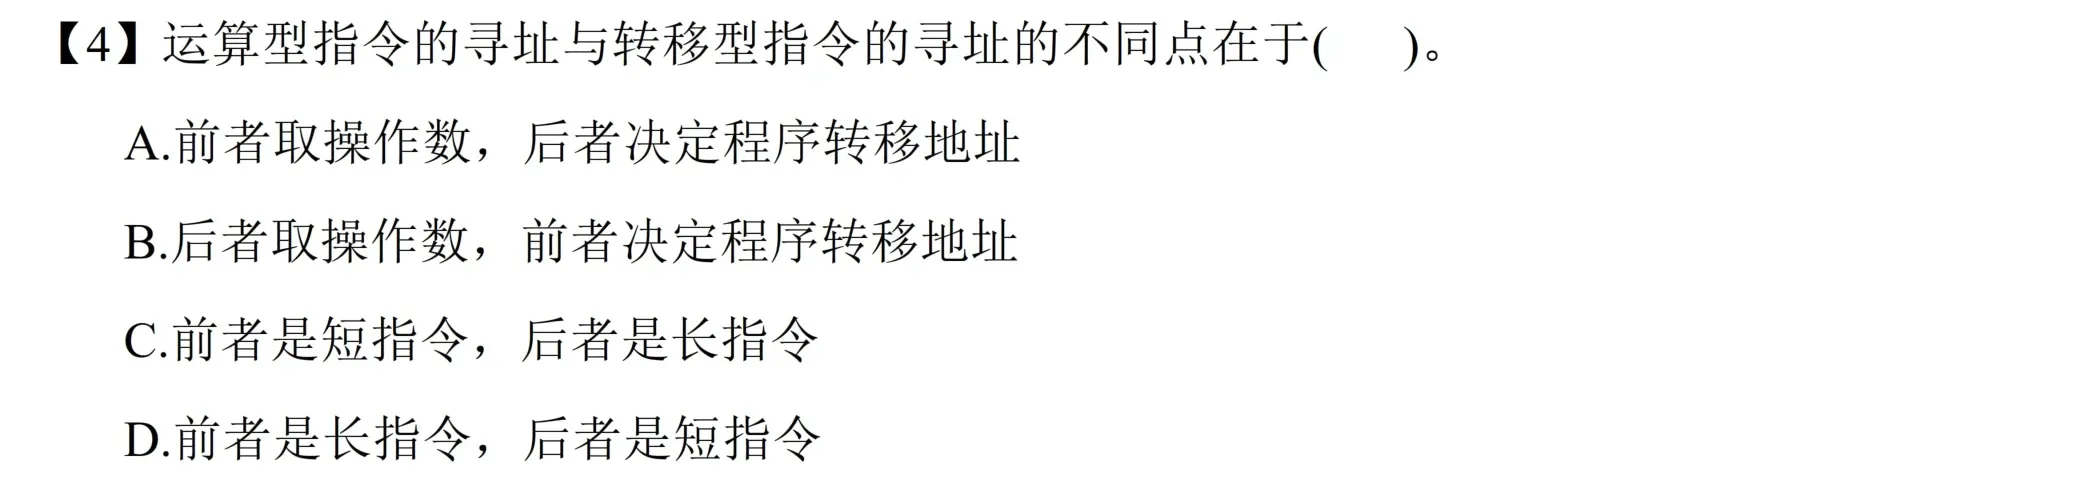 【4】运算型指令的寻址与转移型指令的寻址的不同点在于(    )。
A.前者取操作数，后者决定程序转移地址
B.后者取操作数，前者决定程序转移地址
C.前者是短指令，后者是长指令
D.前者是长指令，后者是短指令